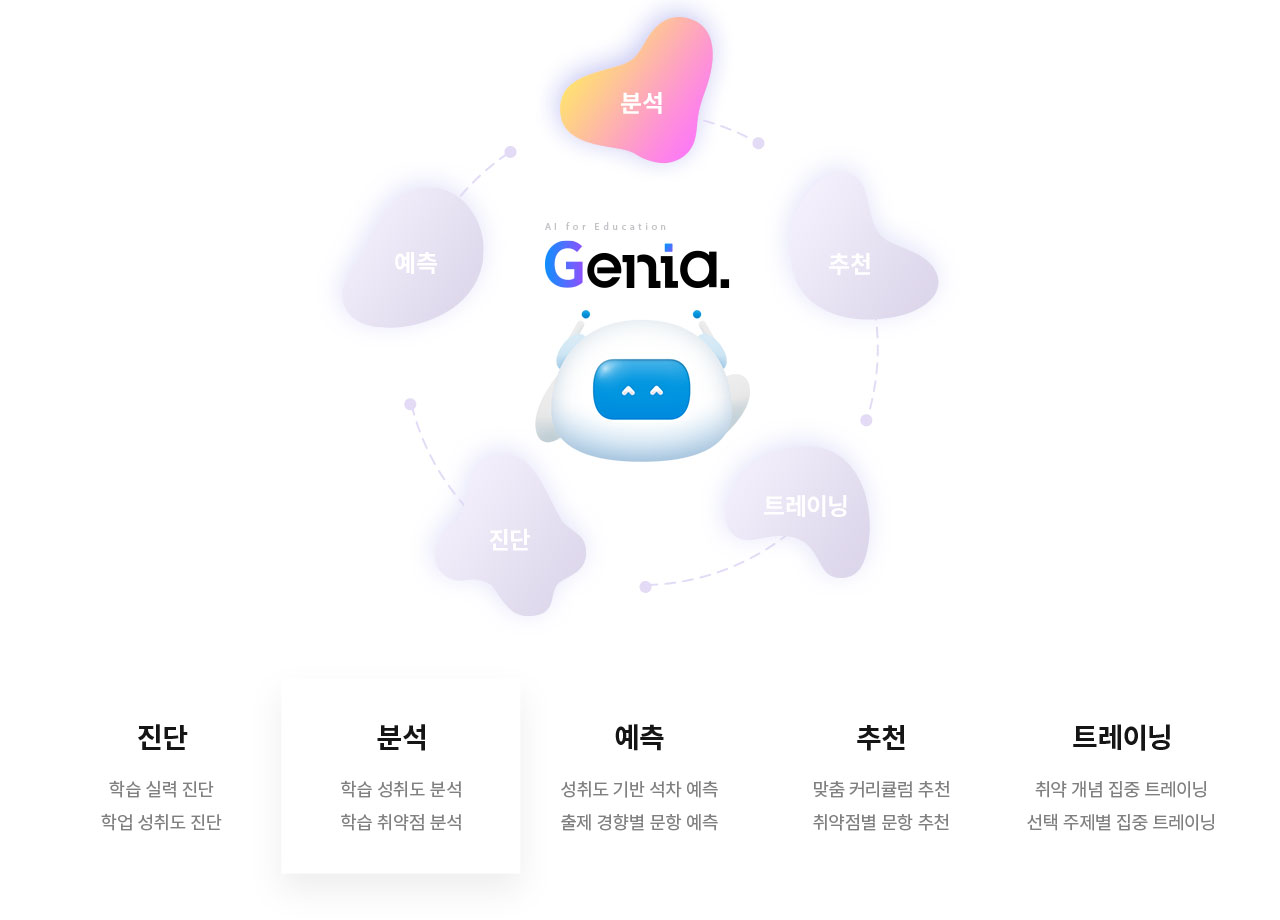 분석
예측
추천
AI for Education
Genia.
진단
트레이닝
진단
학습 실력 진단
학업 성취도 진단
분석
학습 성취도 분석
학습 취약점 분석
예측
성취도 기반 석차 예측
출제 경향별 문항 예측
추천
맞춤 커리큘럼 추천
취약점별 문항 추천
트레이닝
취약 개념 집중 트레이닝
선택 주제별 집중 트레이닝